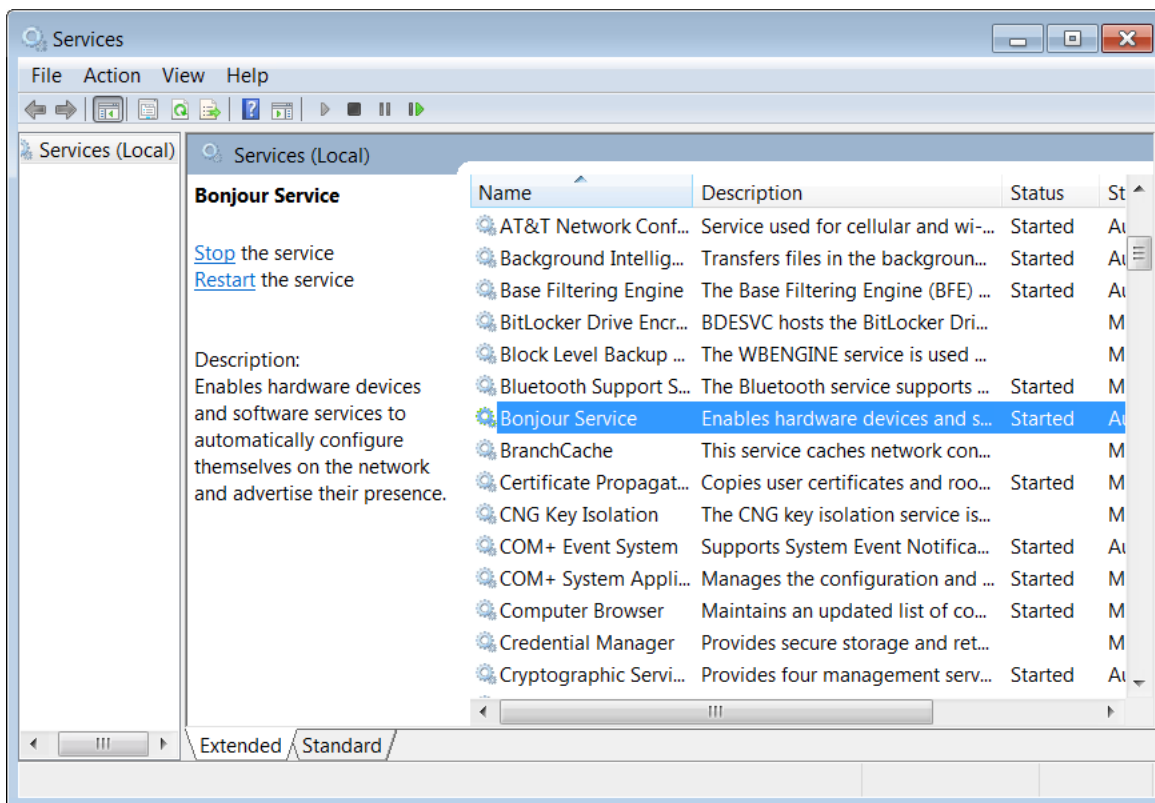 Services
File Action View Help
Services (Local)
Services (Local)
Bonjour Service
Stop the service
Restart the service
Description:
Enables hardware devices
and software services to
automatically configure
themselves on the network
and advertise their presence.
Name Description Status St
AT&T Network Conf... Service used for cellular and wi-... Started Au
Background Intellig... Transfers files in the backgroun... Started Au
Base Filtering Engine The Base Filtering Engine (BFE) ... Started Au
BitLocker Drive Encr... BDESVC hosts the BitLocker Dri... M
Block Level Backup ... The WBENGINE service is used ... M
Bluetooth Support S... The Bluetooth service supports ... Started M
Bonjour Service Enables hardware devices and s... Started Au
BranchCache This service caches network con... M
Certificate Propagat... Copies user certificates and roo... Started M
CNG Key Isolation The CNG key isolation service is... M
COM+ Event System Supports System Event Notifica... Started Au
COM+ System Appli... Manages the configuration and ... Started M
Computer Browser Maintains an updated list of co... Started M
Credential Manager Provides secure storage and ret... M
Cryptographic Servi... Provides four management serv... Started Au
Extended Standard